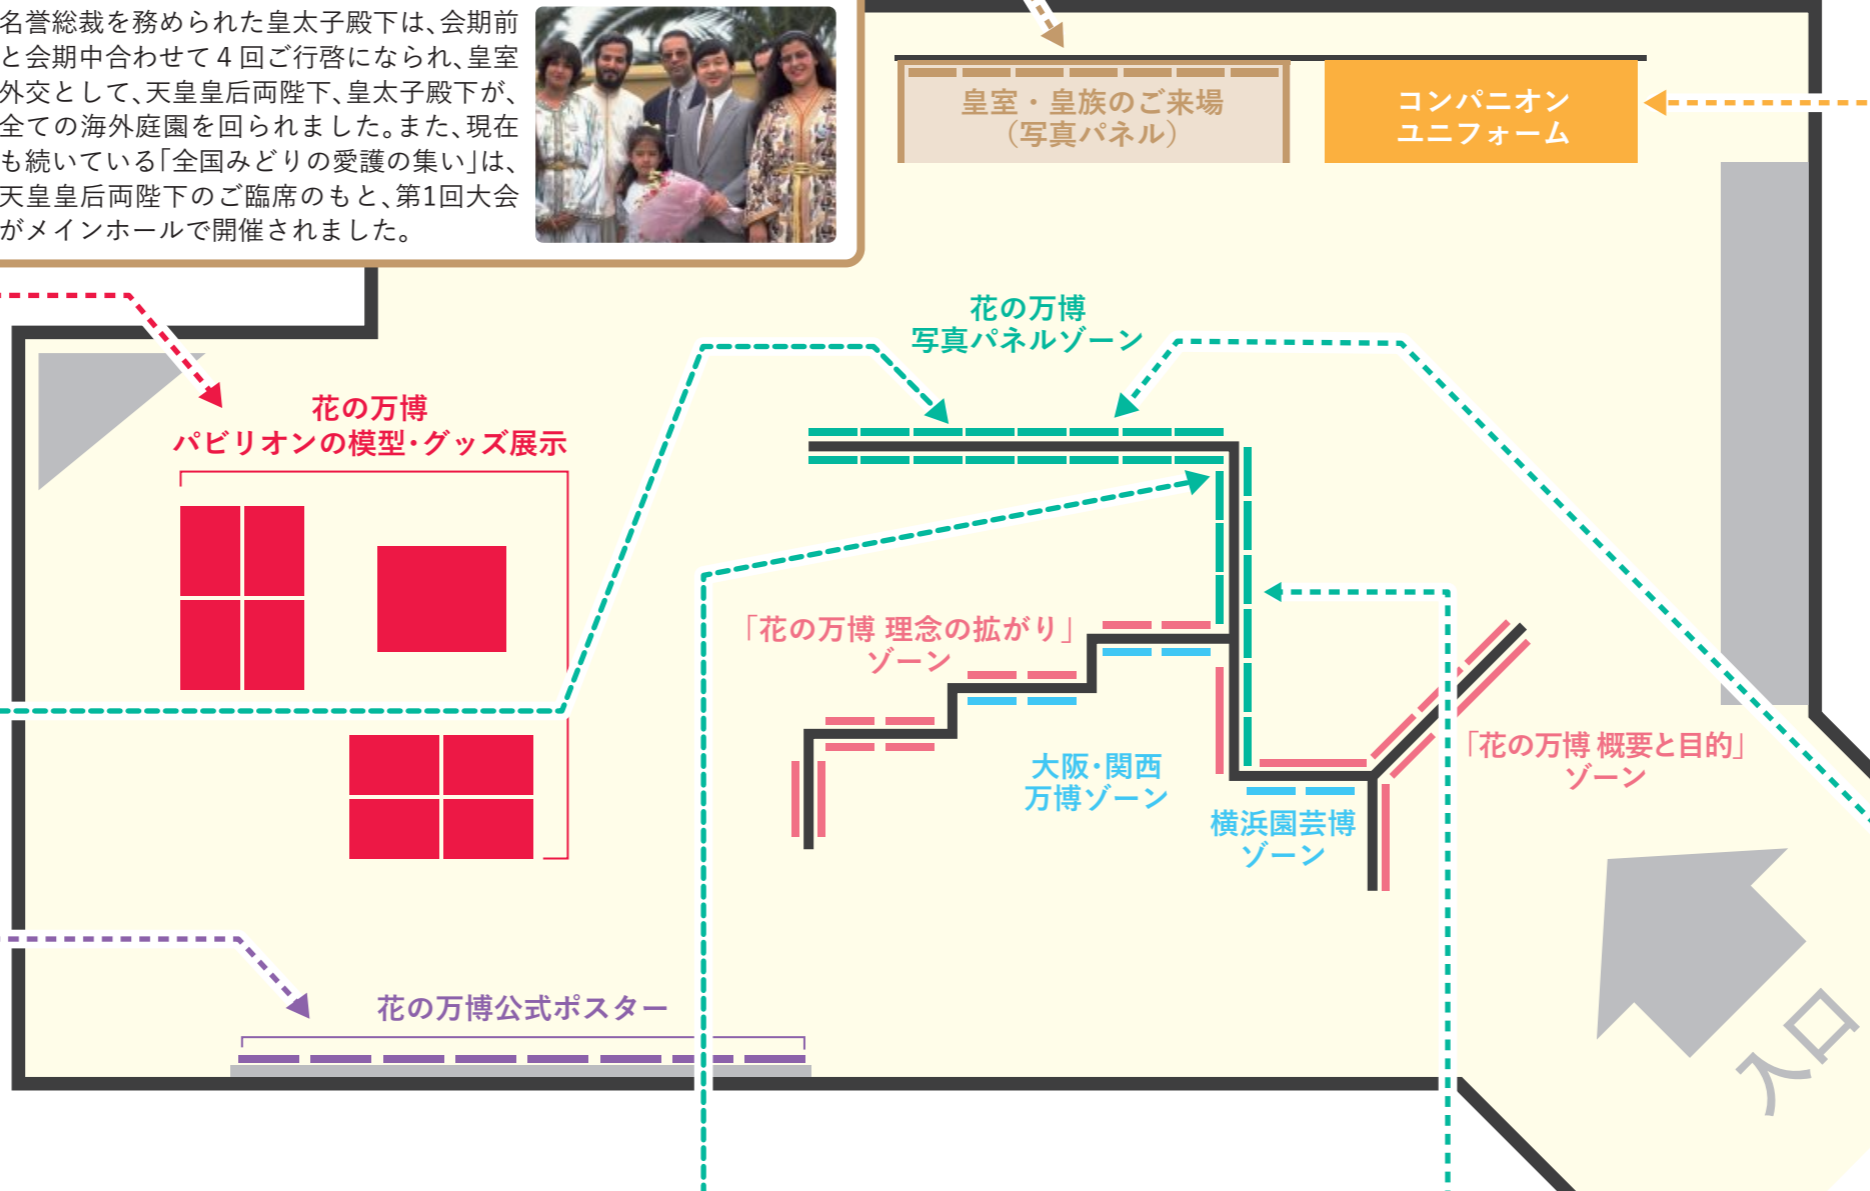 名誉総裁を務められた皇太子殿下は、会期前
と会期中合わせて4回ご行啓になられ、皇室
外交として、天皇皇后両陛下、皇太子殿下が、
全ての海外庭園を回られました。また、現在
も続いている「全国みどりの愛護の集い」は、
天皇皇后両陛下のご臨席のもと、第1回大会
がメインホールで開催されました。
皇室・皇族のご来場
（写真パネル）
コンパニオン
ユニフォーム
花の万博
写真パネルゾーン
花の万博
パビリオンの模型・グッズ展示
「花の万博 理念の拡がり」
ゾーン
大阪・関西
万博ゾーン
横浜園芸博
ゾーン
「花の万博 概要と目的」
ゾーン
花の万博公式ポスター
入口